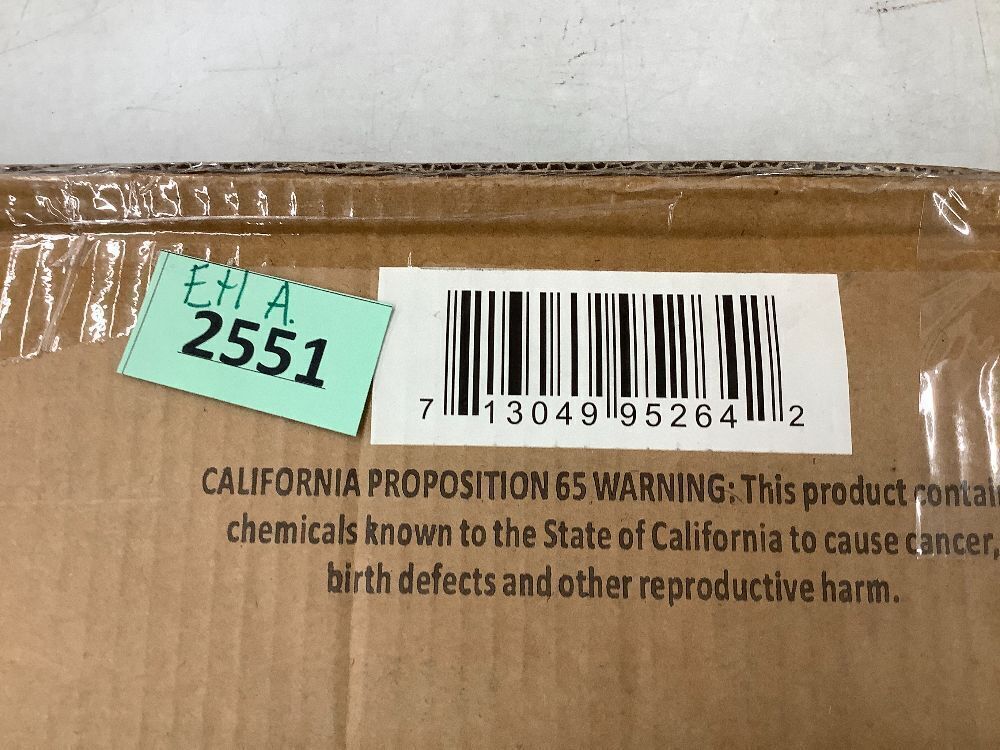 EH A.
2551
7 13049 95264 2
CALIFORNIA PROPOSITION 65 WARNING: This product contai
chemicals known to the State of California to cause cancer,
birth defects and other reproductive harm.